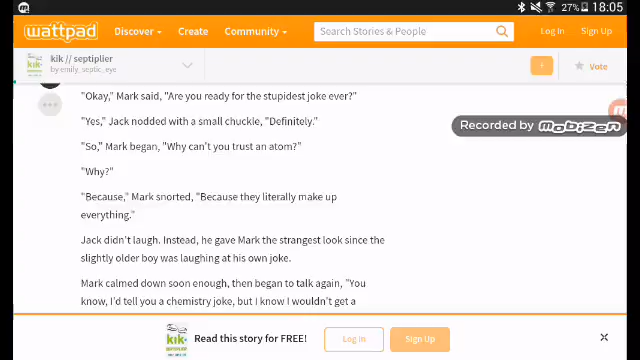 27% 18:05
wattpad Discover Create Community Search Stories & People Log In Sign Up
kik // septiplier
by emily_septic_eye
+ Vote
"Okay," Mark said, "Are you ready for the stupidest joke ever?"
"Yes," Jack nodded with a small chuckle, "Definitely."
Recorded by mobizen
"So," Mark began, "Why can't you trust an atom?"
"Why?"
"Because," Mark snorted, "Because they literally make up
everything."
Jack didn't laugh. Instead, he gave Mark the strangest look since the
slightly older boy was laughing at his own joke.
Mark calmed down soon enough, then began to talk again, "You
know, I'd tell you a chemistry joke, but I know I wouldn't get a
kik
Read this story for FREE! Log In Sign Up